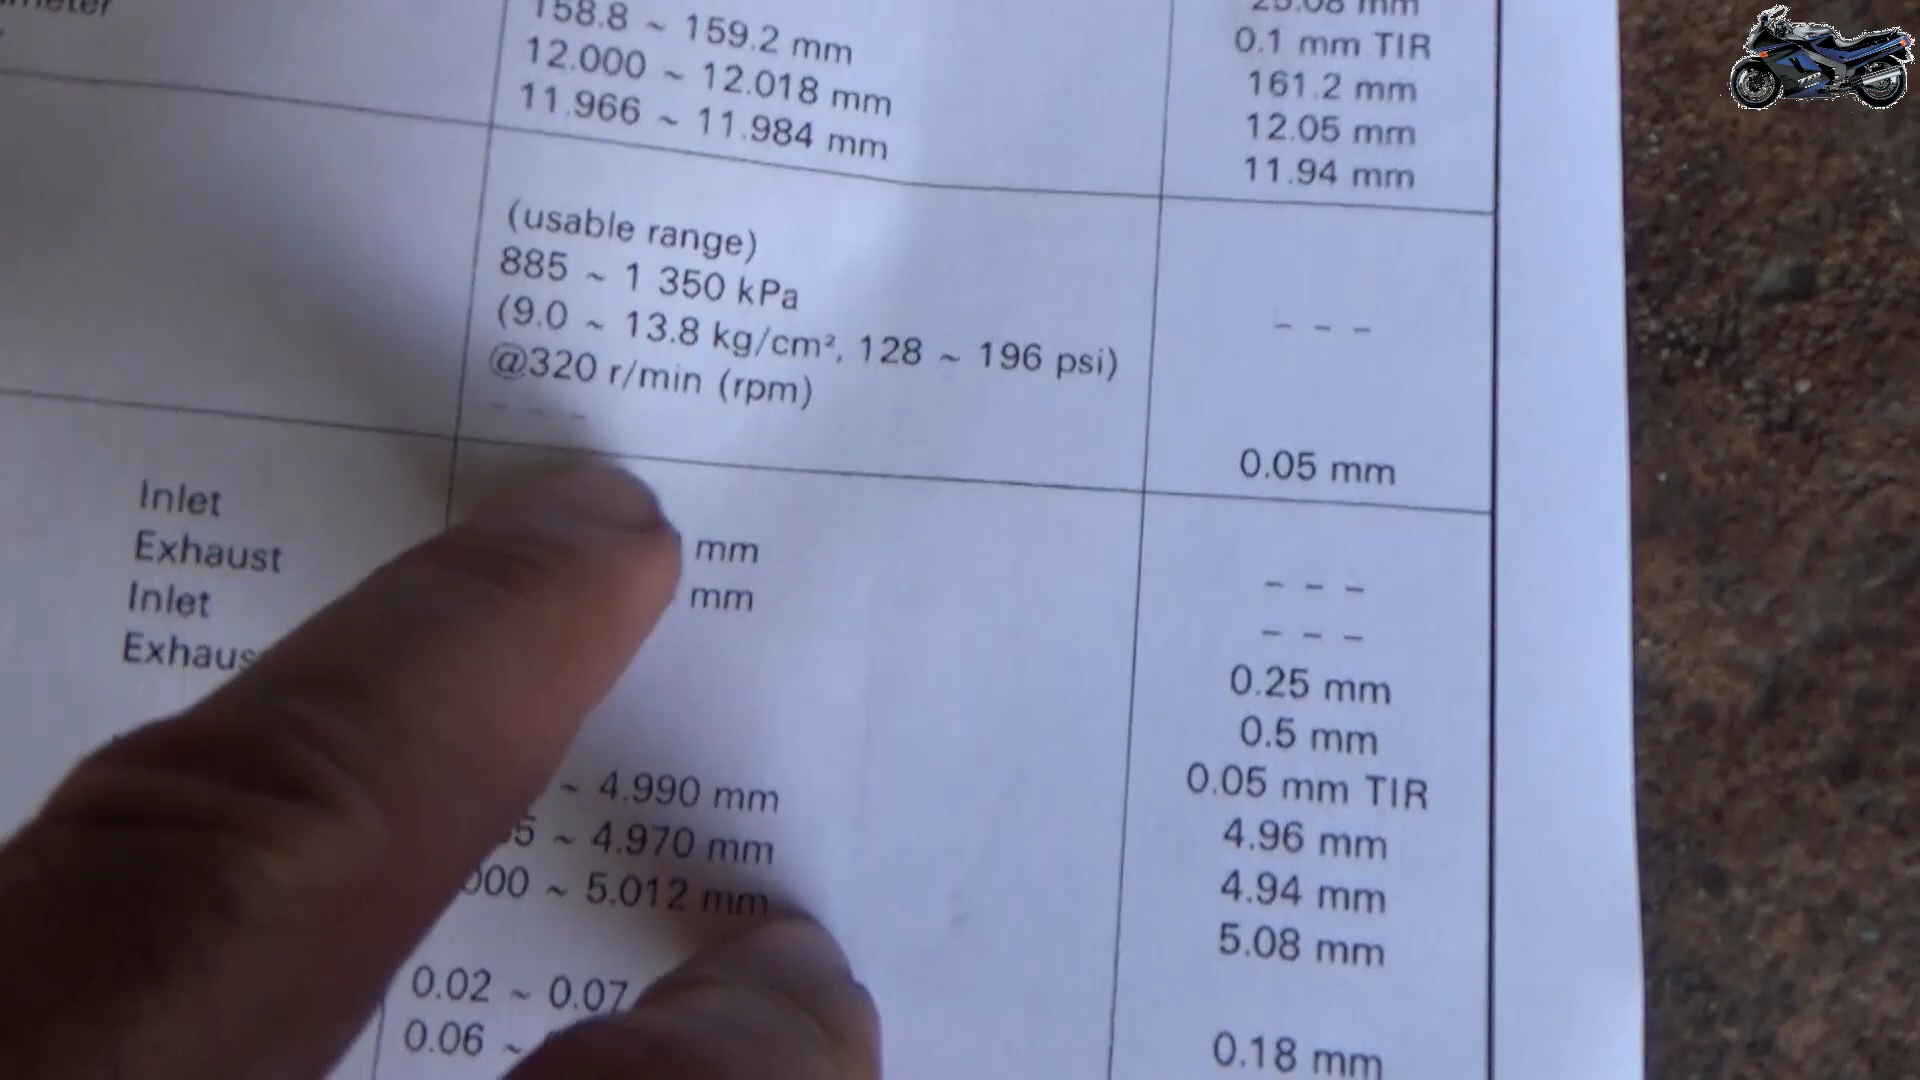 158.8 ~ 159.2 mm
12.000 ~ 12.018 mm
11.966 ~ 11.984 mm
0.1 mm TIR
161.2 mm
12.05 mm
11.94 mm
(usable range)
885 ~ 1 350 kPa
(9.0 ~ 13.8 kg/cm², 128 ~ 196 psi)
@320 r/min (rpm)
- - -
- - -
0.05 mm
Inlet
Exhaust
Inlet
mm
mm
- - -
- - -
0.25 mm
0.5 mm
0.05 mm TIR
~ 4.990 mm
4.96 mm
~ 4.970 mm
4.94 mm
~ 5.012 mm
5.08 mm
0.02 ~ 0.07
0.06 ~
0.18 mm